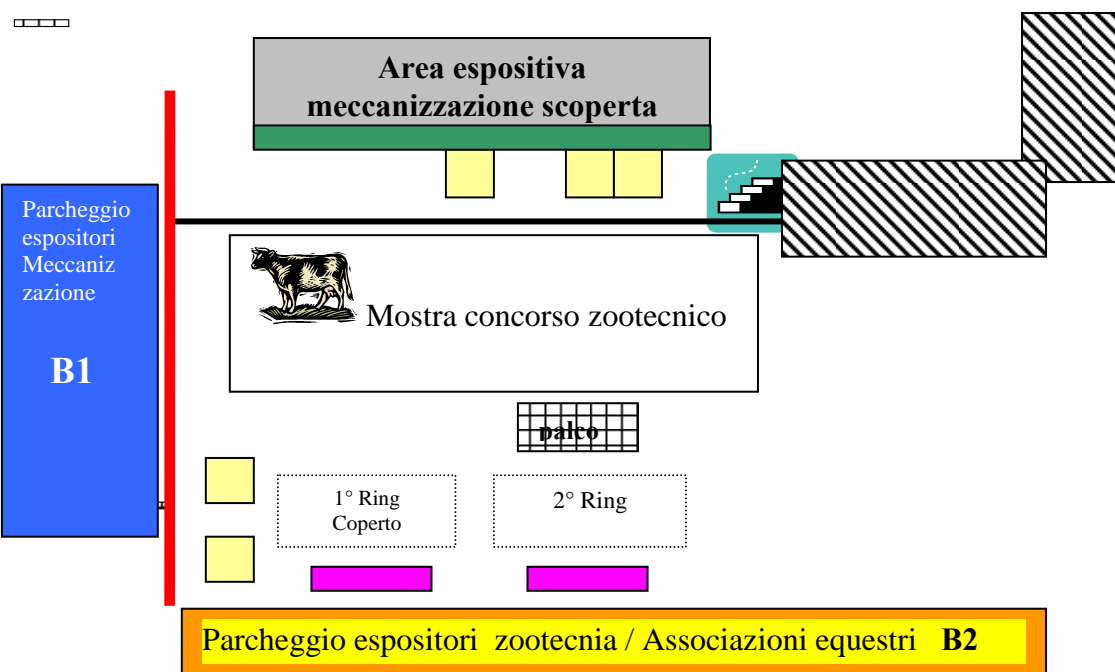 Area espositiva
meccanizzazione scoperta
Parcheggio
espositori
Meccaniz
zazione
B1
Mostra concorso zootecnico
palco
1° Ring
Coperto
2° Ring
Parcheggio espositori  zootecnia / Associazioni equestri   B2